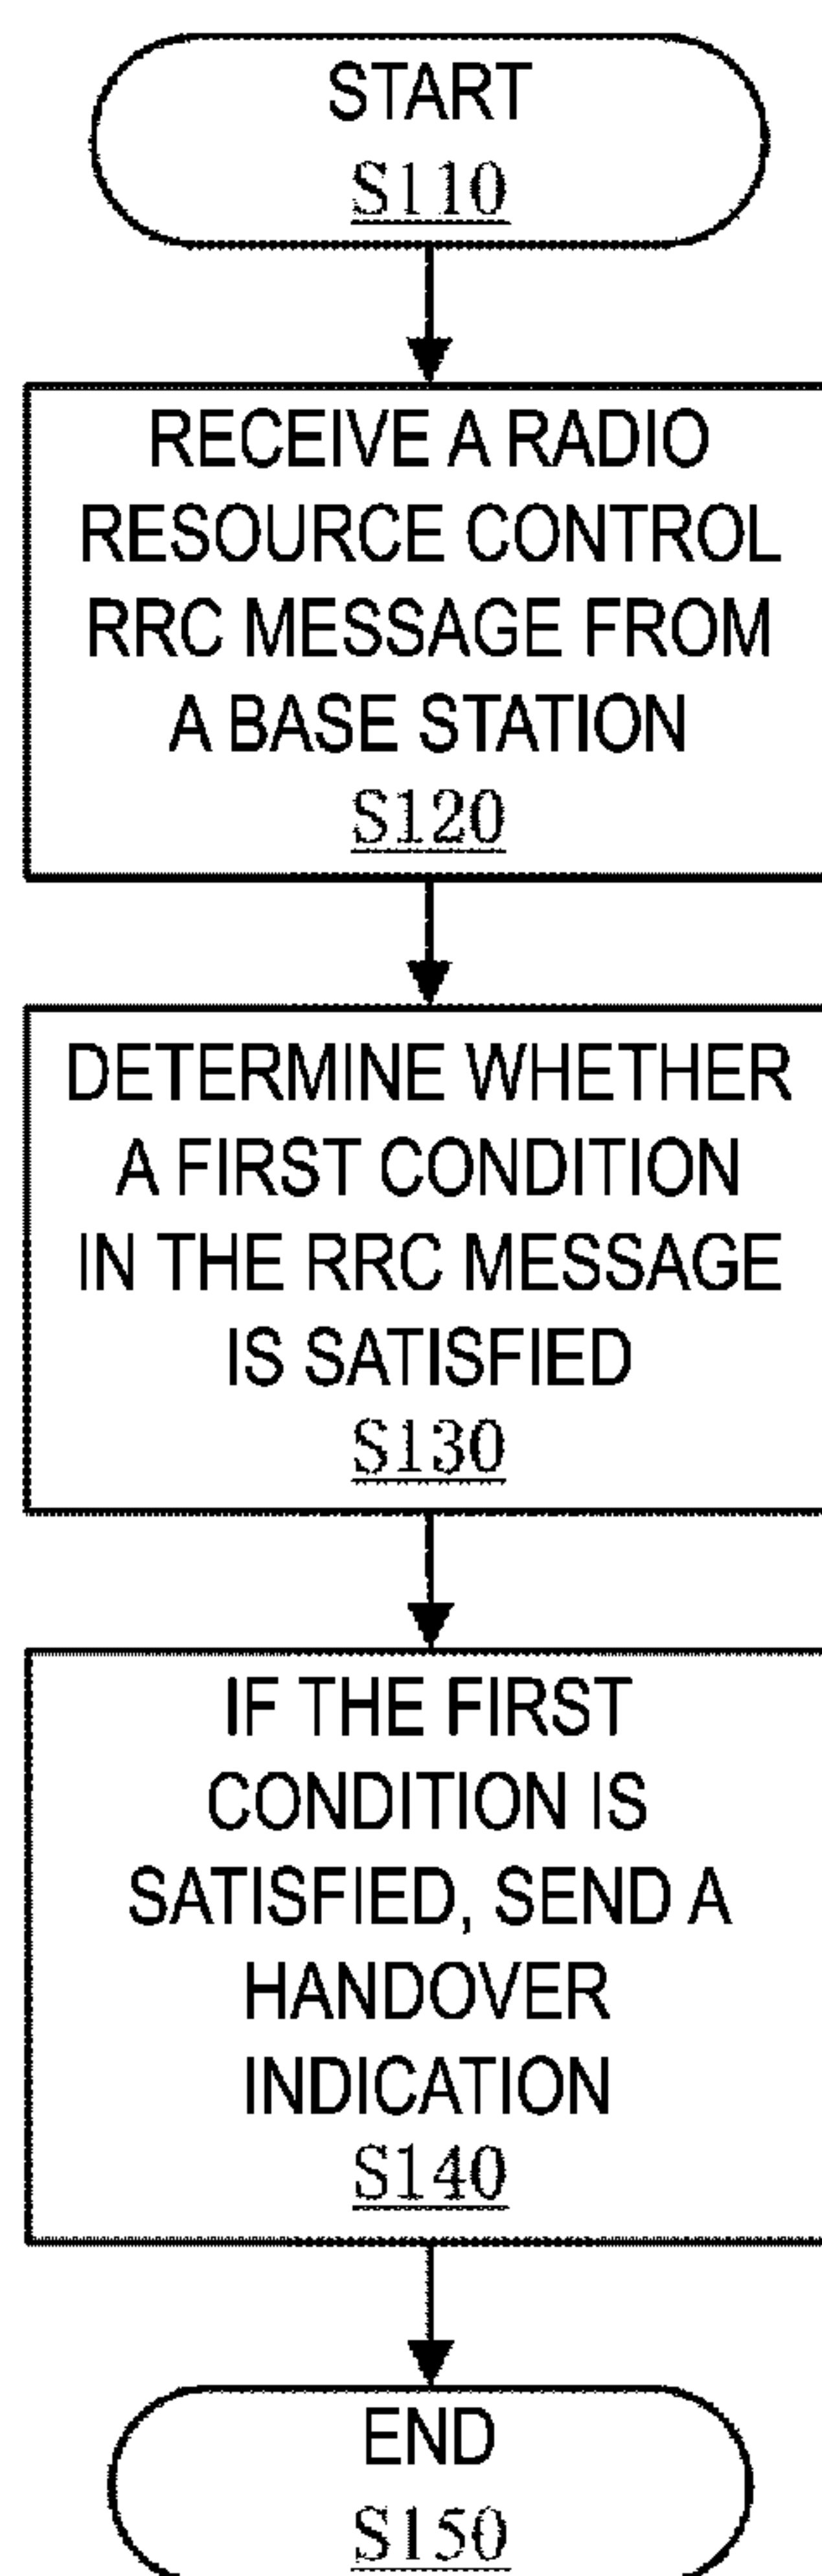 START
S110
RECEIVE A RADIO
RESOURCE CONTROL
RRC MESSAGE FROM
A BASE STATION
S120
DETERMINE WHETHER
A FIRST CONDITION
IN THE RRC MESSAGE
IS SATISFIED
S130
IF THE FIRST
CONDITION IS
SATISFIED, SEND A
HANDOVER
INDICATION
S140
END
S150